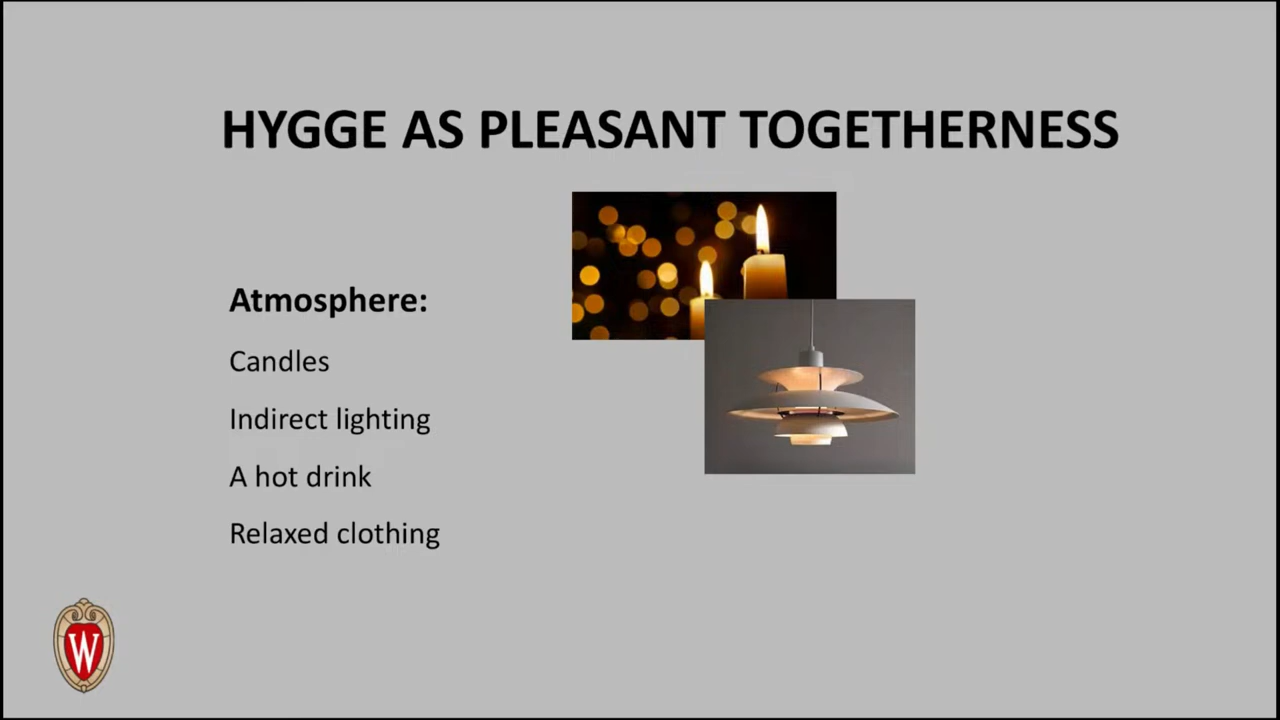 HYGGE AS PLEASANT TOGETHERNESS
Atmosphere:
Candles
Indirect lighting
A hot drink
Relaxed clothing
W